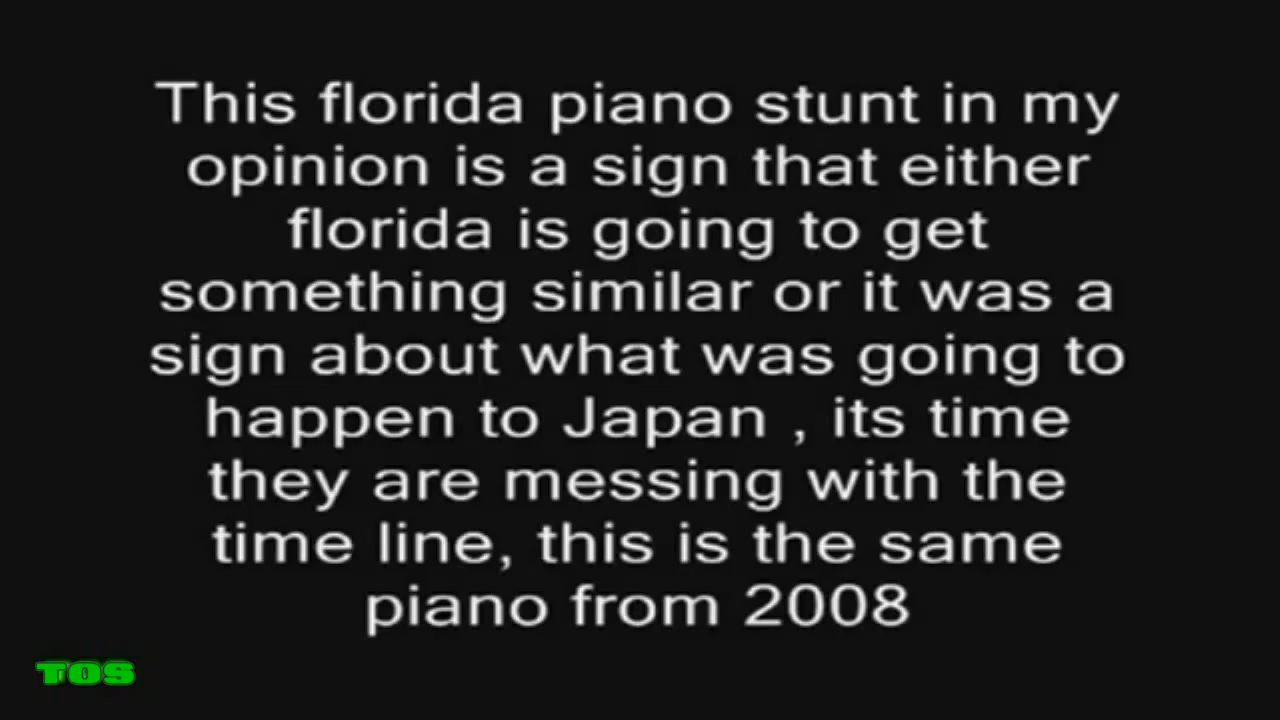 This florida piano stunt in my
opinion is a sign that either
florida is going to get
something similar or it was a
sign about what was going to
happen to Japan , its time
they are messing with the
time line, this is the same
piano from 2008
TOS